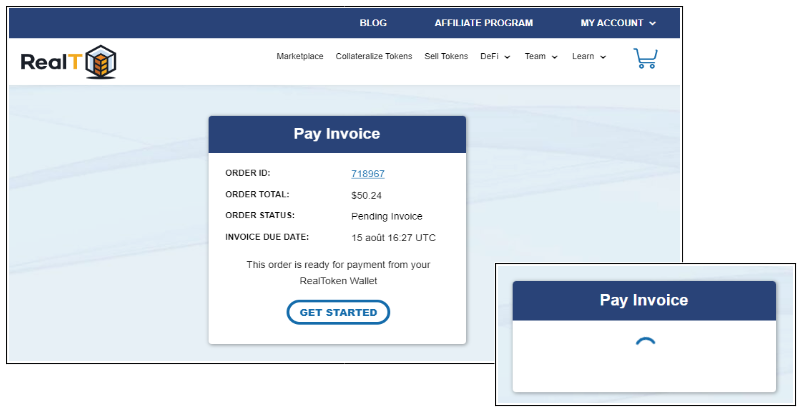 BLOG AFFILIATE PROGRAM MY ACCOUNT
RealT Marketplace Collateralize Tokens Sell Tokens DeFi Team Learn
Pay Invoice
ORDER ID: 718967
ORDER TOTAL: $50.24
ORDER STATUS: Pending Invoice
INVOICE DUE DATE: 15 août 16:27 UTC
This order is ready for payment from your
RealToken Wallet
GET STARTED
Pay Invoice